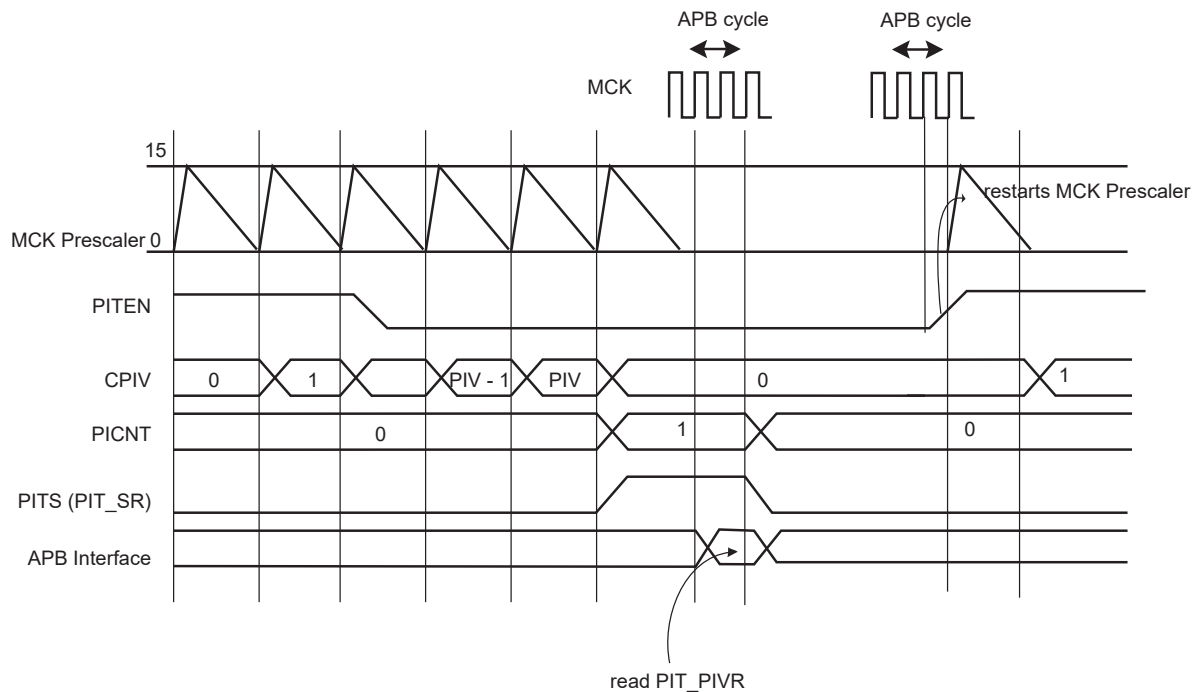 APB cycle APB cycle
MCK
15
restarts MCK Prescaler
MCK Prescaler 0
PITEN
CPIV 0 1 PIV - 1 PIV 0 1
PICNT 0 1 0
PITS (PIT_SR)
APB Interface
read PIT_PIVR